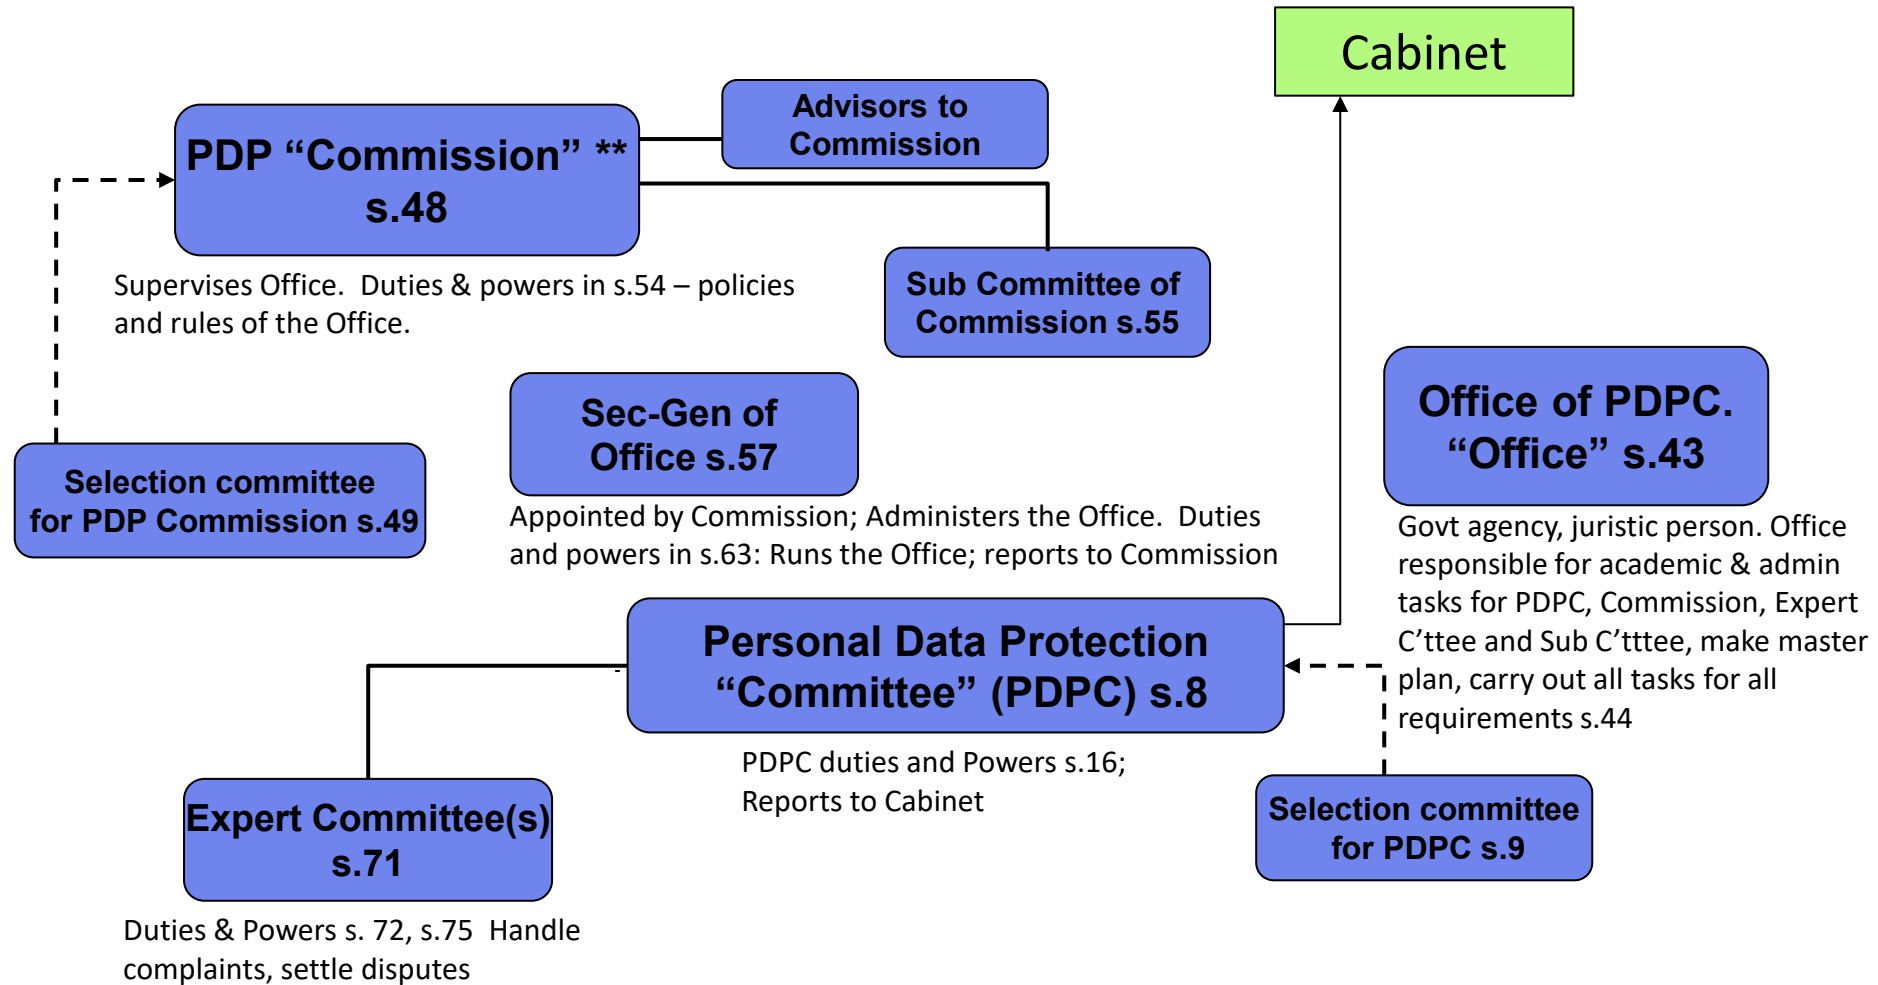 Cabinet
Advisors to
Commission
PDP “Commission” **
s.48
Supervises Office.  Duties & powers in s.54 – policies
and rules of the Office.
Sub Committee of
Commission s.55
Sec-Gen of
Office s.57
Office of PDPC.
“Office” s.43
Selection committee
for PDP Commission s.49
Appointed by Commission; Administers the Office.  Duties
and powers in s.63: Runs the Office; reports to Commission
Govt agency, juristic person. Office
responsible for academic & admin
tasks for PDPC, Commission, Expert
C’ttee and Sub C’tttee, make master
plan, carry out all tasks for all
requirements s.44
Personal Data Protection
“Committee” (PDPC) s.8
PDPC duties and Powers s.16;
Reports to Cabinet
Selection committee
for PDPC s.9
Expert Committee(s)
s.71
Duties & Powers s. 72, s.75  Handle
complaints, settle disputes